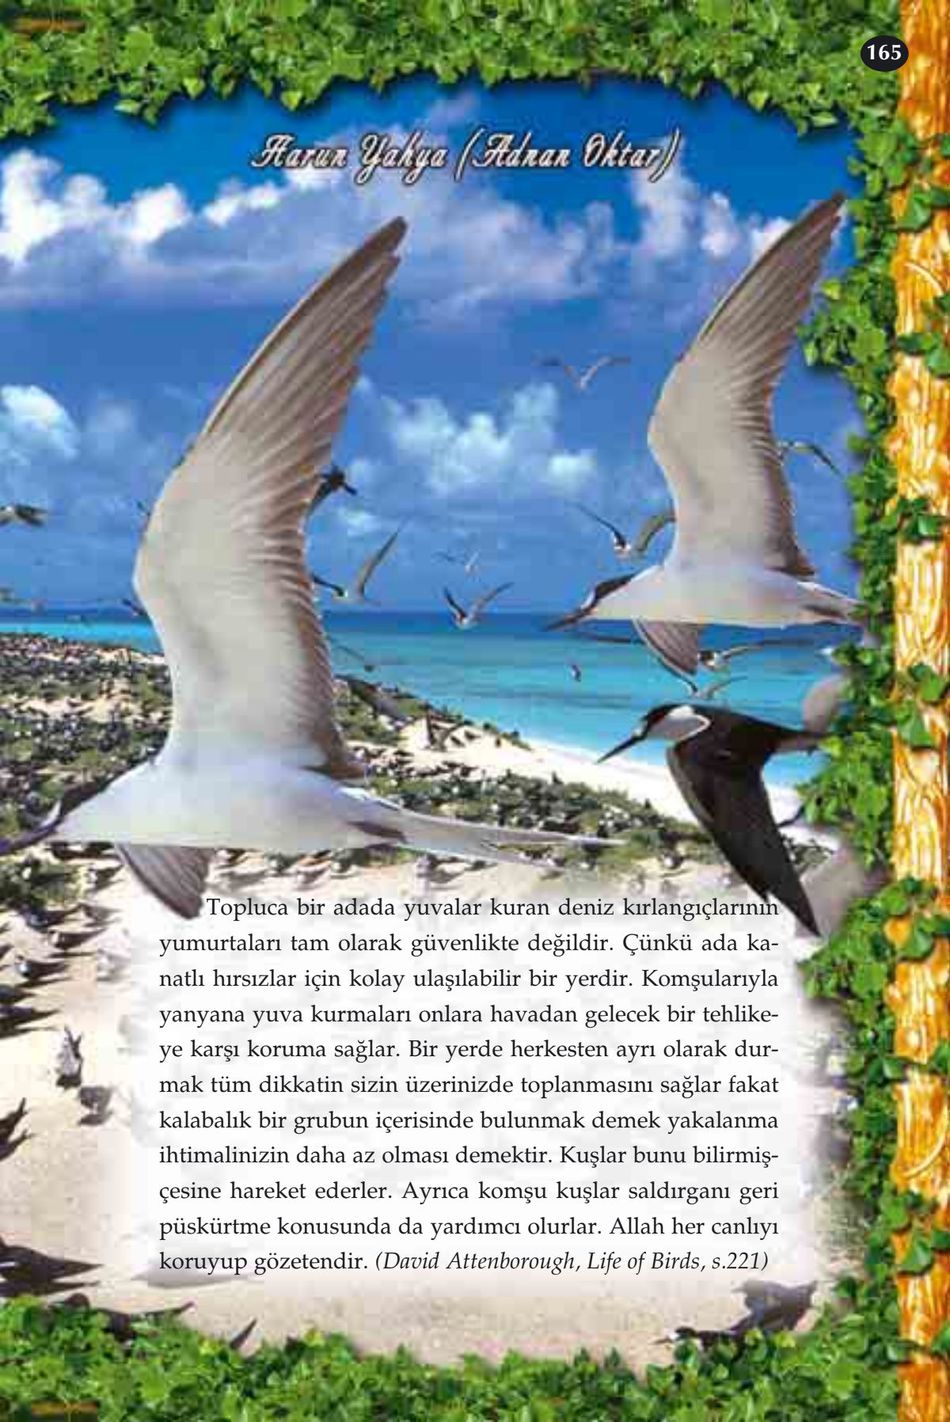 165
Harun Yahya (Adnan Oktar)
Topluca bir adada yuvalar kuran deniz kırlangıçlarının
yumurtaları tam olarak güvenlikte değildir. Çünkü ada ka-
natlı hırsızlar için kolay ulaşılabilir bir yerdir. Komşularıyla
yanyana yuva kurmaları onlara havadan gelecek bir tehlike-
ye karşı koruma sağlar. Bir yerde herkesten ayrı olarak dur-
mak tüm dikkatin sizin üzerinizde toplanmasını sağlar fakat
kalabalık bir grubun içerisinde bulunmak demek yakalanma
ihtimalinizin daha az olması demektir. Kuşlar bunu bilirmiş-
çesine hareket ederler. Ayrıca komşu kuşlar saldırganı geri
püskürtme konusunda da yardımcı olurlar. Allah her canlıyı
koruyup gözetendir. (David Attenborough, Life of Birds, s.221)